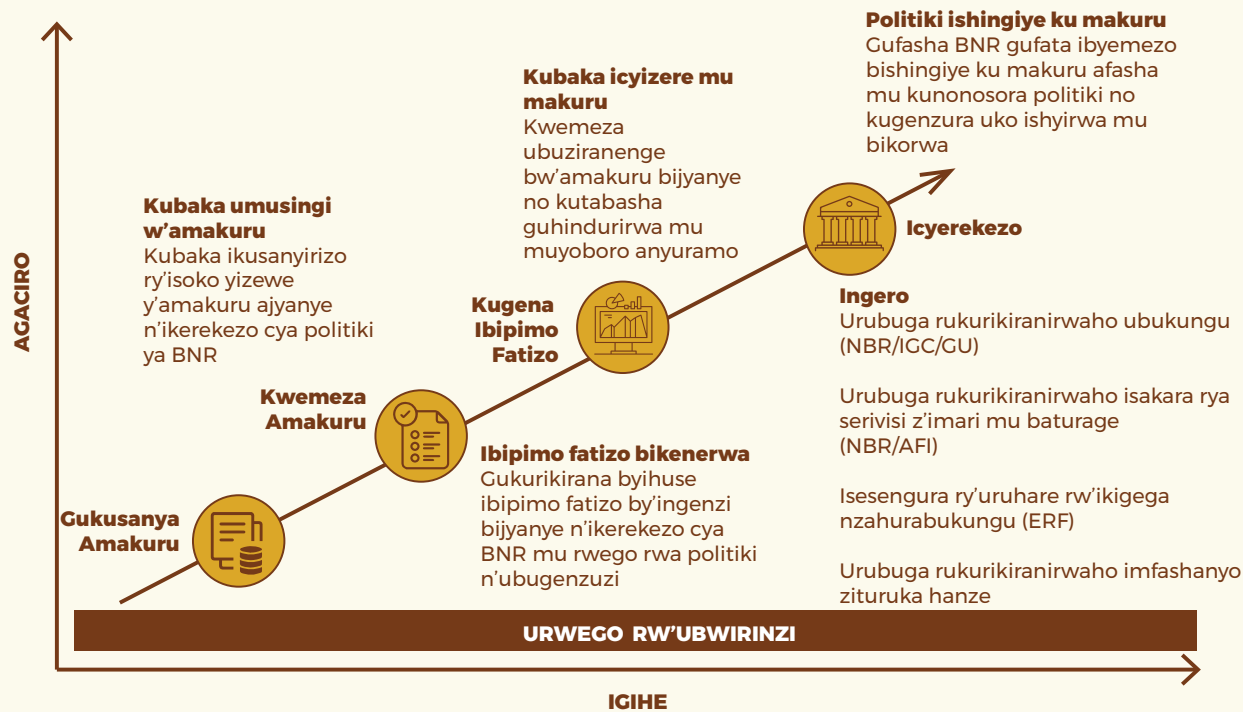 Politiki ishingiye ku makuru
Gufasha BNR gufata ibyemezo
bishingiye ku makuru afasha
mu kunonosora politiki no
kugenzura uko ishyirwa mu
bikorwa
Kubaka icyizere mu
makuru
Kwemeza
ubuziranenge
bw'amakuru bijyanye
no kutabasha
guhindurirwa mu
muyoboro anyuramo
Kubaka umusingi
w'amakuru
Kubaka ikusanyirizo
ry'isoko yizewe
y'amakuru ajyanye
n'ikerekezo cya politiki
ya BNR
AGACIRO
Icyerekezo
Kugena
Ibipimo
Fatizo
Kwemeza
Amakuru
Gukusanya
Amakuru
Ibipimo fatizo bikenerwa
Gukurikirana byihuse
ibipimo fatizo by'ingenzi
bijyanye n'ikerekezo cya
BNR mu rwego rwa politiki
n'ubugenzuzi
Ingero
Urubuga rukurikiranirwaho ubukungu
(NBR/IGC/GU)
Urubuga rukurikiranirwaho isakara rya
serivisi z'imari mu baturage
(NBR/AFI)
Isesengura ry'uruhare rw'ikigega
nzahurabukungu (ERF)
Urubuga rukurikiranirwaho imfashanyo
zituruka hanze
URWEGO RW'UBWIRINZI
IGIHE